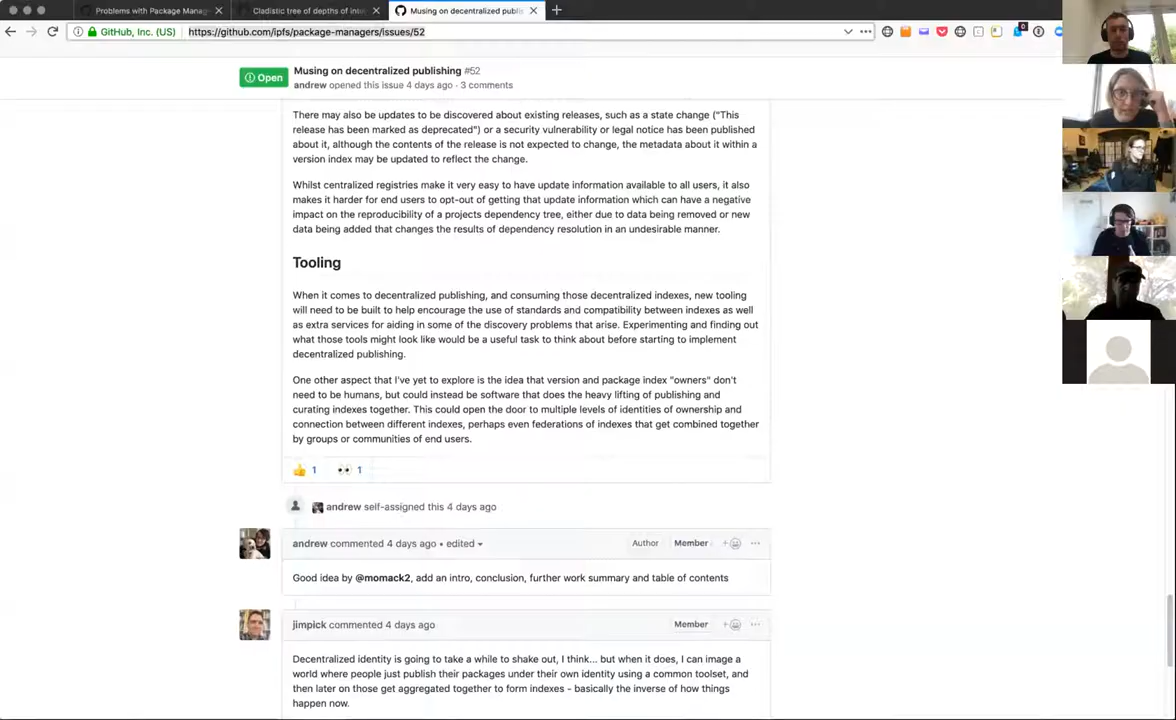 Problems with Package Manag
Cladistic tree of depths of inte
Musing on decentralized publis
GitHub, Inc. (US)
https://github.com/ipfs/package-managers/issues/52
0
Open
Musing on decentralized publishing #52
andrew opened this issue 4 days ago · 3 comments
There may also be updates to be discovered about existing releases, such as a state change ("This
release has been marked as deprecated") or a security vulnerability or legal notice has been published
about it, although the contents of the release is not expected to change, the metadata about it within a
version index may be updated to reflect the change.
Whilst centralized registries make it very easy to have update information available to all users, it also
makes it harder for end users to opt-out of getting that update information which can have a negative
impact on the reproducibility of a projects dependency tree, either due to data being removed or new
data being added that changes the results of dependency resolution in an undesirable manner.
Tooling
When it comes to decentralized publishing, and consuming those decentralized indexes, new tooling
will need to be built to help encourage the use of standards and compatibility between indexes as well
as extra services for aiding in some of the discovery problems that arise. Experimenting and finding out
what those tools might look like would be a useful task to think about before starting to implement
decentralized publishing.
One other aspect that I've yet to explore is the idea that version and package index "owners" don't
need to be humans, but could instead be software that does the heavy lifting of publishing and
curating indexes together. This could open the door to multiple levels of identities of ownership and
connection between different indexes, perhaps even federations of indexes that get combined together
by groups or communities of end users.
👍 1 👀 1
andrew self-assigned this 4 days ago
andrew commented 4 days ago • edited
Author
Member
Good idea by @momack2, add an intro, conclusion, further work summary and table of contents
jimpick commented 4 days ago
Member
Decentralized identity is going to take a while to shake out, I think... but when it does, I can image a
world where people just publish their packages under their own identity using a common toolset, and
then later on those get aggregated together to form indexes - basically the inverse of how things
happen now.